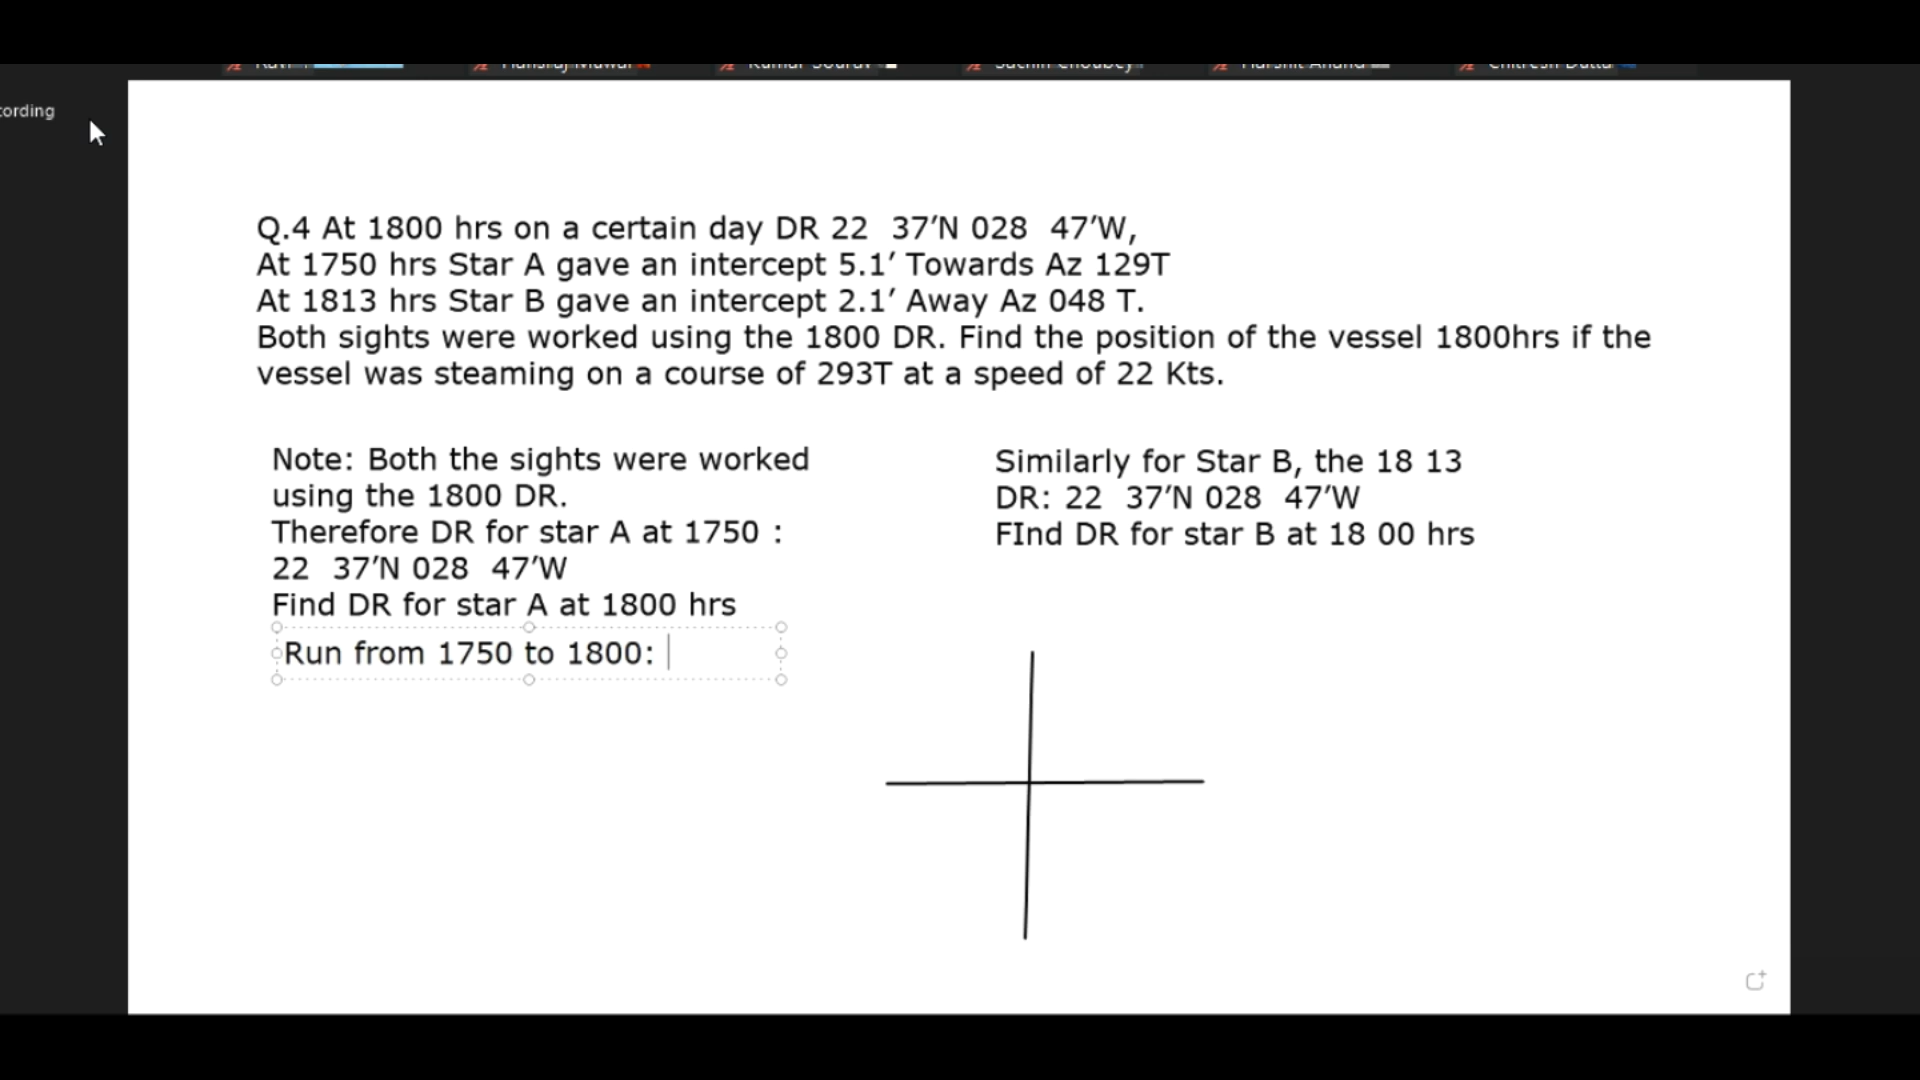 cording
Q.4 At 1800 hrs on a certain day DR 22 37’N 028 47’W,
At 1750 hrs Star A gave an intercept 5.1’ Towards Az 129T
At 1813 hrs Star B gave an intercept 2.1’ Away Az 048 T.
Both sights were worked using the 1800 DR. Find the position of the vessel 1800hrs if the
vessel was steaming on a course of 293T at a speed of 22 Kts.
Note: Both the sights were worked
using the 1800 DR.
Therefore DR for star A at 1750 :
22 37’N 028 47’W
Find DR for star A at 1800 hrs
Run from 1750 to 1800:
Similarly for Star B, the 18 13
DR: 22 37’N 028 47’W
FInd DR for star B at 18 00 hrs